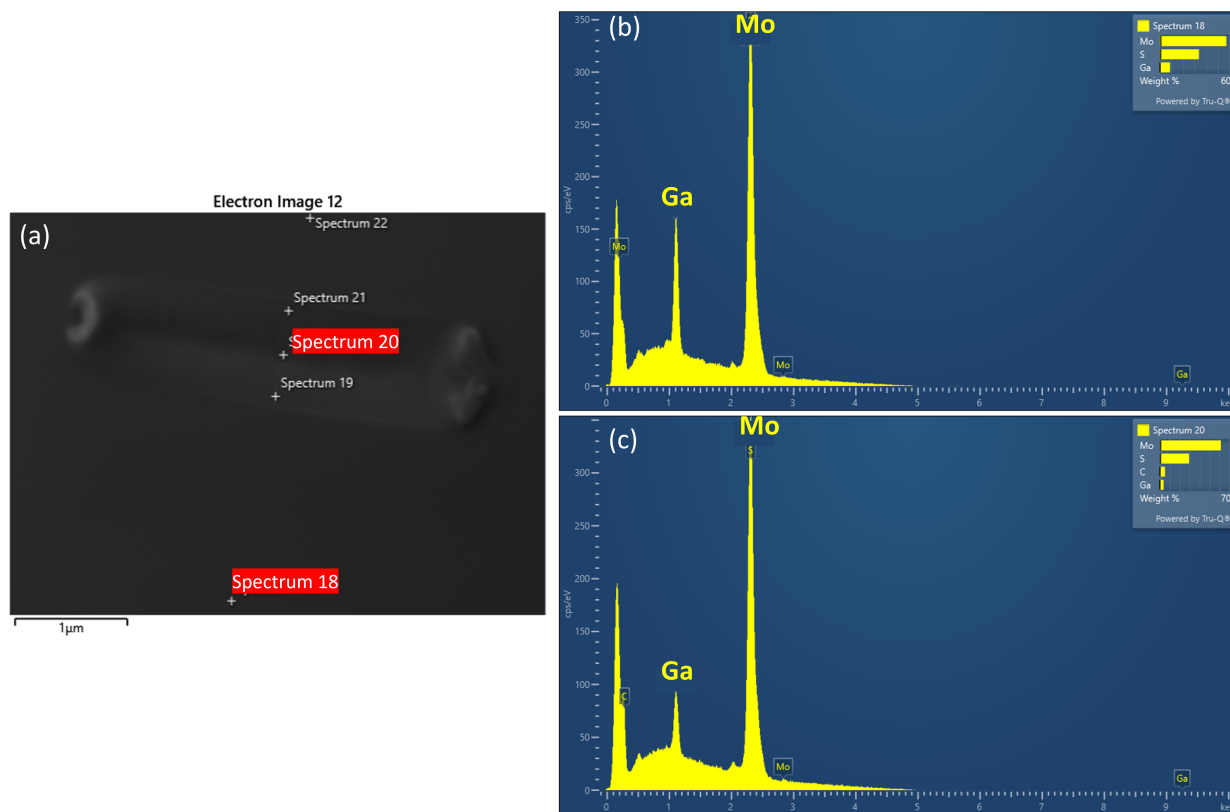 Electron Image 12
(a)
Spectrum 22
Spectrum 21
Spectrum 20
Spectrum 19
Spectrum 18
1µm
(b)
Mo
Ga
Mo
Mo
Ga
350
300
250
200
150
100
50
0
cps/eV
0 1 2 3 4 5 6 7 8 9 ke
Spectrum 18
Mo
S
Ga
Weight % 60
Powered by Tru-Q®
(c)
Mo
S
Ga
C
Mo
Ga
300
250
200
150
100
50
0
cps/eV
0 1 2 3 4 5 6 7 8 9 ke
Spectrum 20
Mo
S
C
Ga
Weight % 70
Powered by Tru-Q®